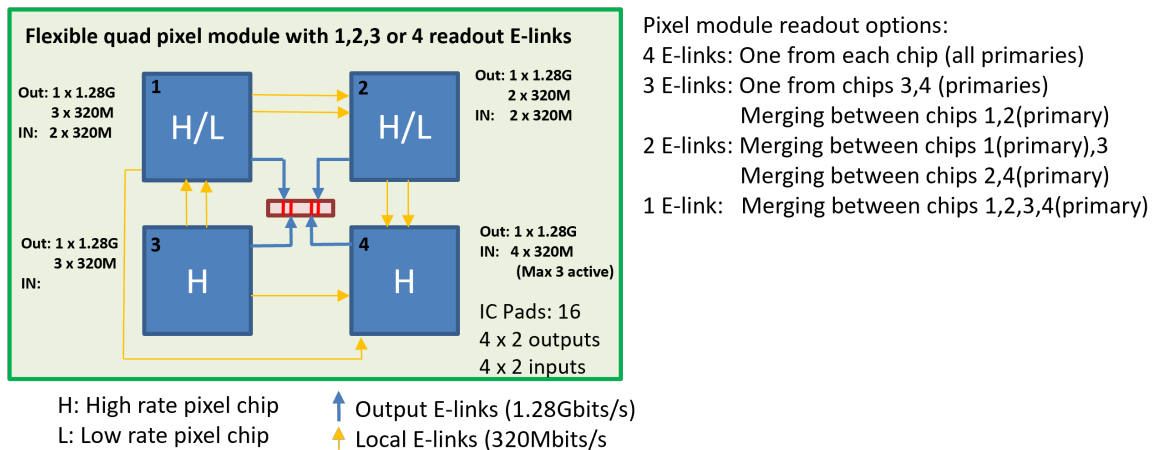 Flexible quad pixel module with 1,2,3 or 4 readout E-links
Out: 1 x 1.28G
3 x 320M
IN: 2 x 320M
1
H/L
2
H/L
Out: 1 x 1.28G
2 x 320M
IN: 2 x 320M
Out: 1 x 1.28G
3 x 320M
IN:
3
H
4
H
Out: 1 x 1.28G
IN: 4 x 320M
(Max 3 active)
IC Pads: 16
4 x 2 outputs
4 x 2 inputs
H: High rate pixel chip
L: Low rate pixel chip
Output E-links (1.28Gbits/s)
Local E-links (320Mbits/s
Pixel module readout options:
4 E-links: One from each chip (all primaries)
3 E-links: One from chips 3,4 (primaries)
Merging between chips 1,2(primary)
2 E-links: Merging between chips 1(primary),3
Merging between chips 2,4(primary)
1 E-link: Merging between chips 1,2,3,4(primary)